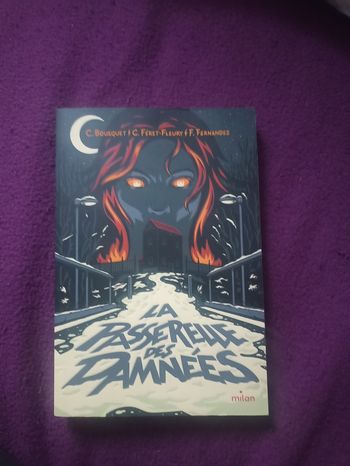 C. BOUSQUET † C. FÉRET-FLEURY † F. FERNANDEZ
LA
PASSERELLE
DES
DAMNÉES
milan